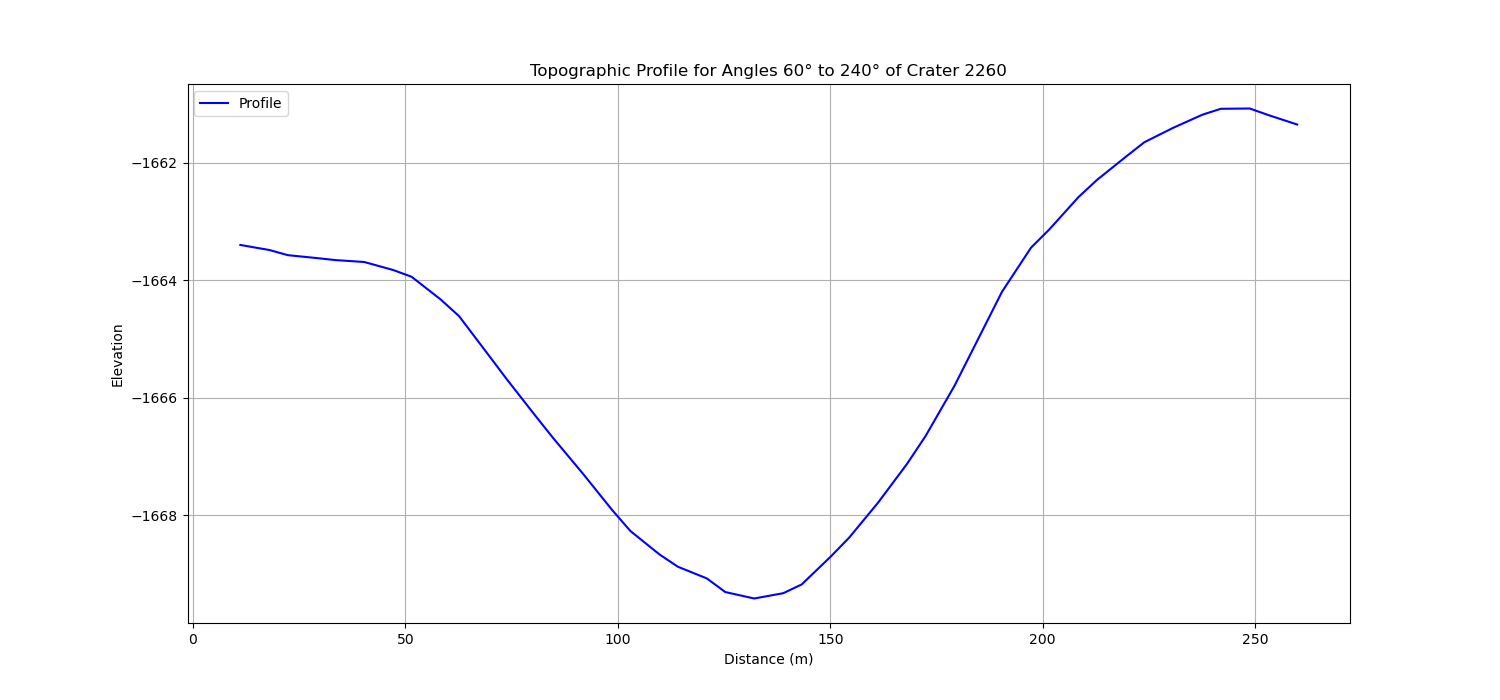 Topographic Profile for Angles 60° to 240° of Crater 2260
Profile
Elevation
−1662
−1664
−1666
−1668
0
50
100
150
200
250
Distance (m)